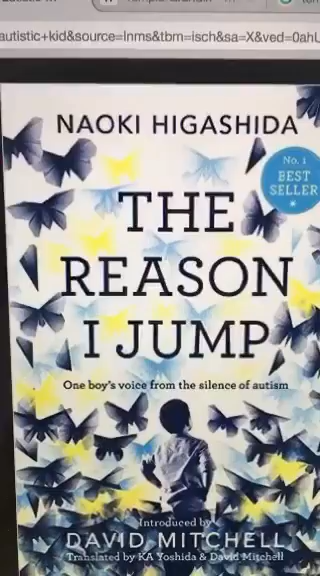 autistic+kid&source=lnms&tbm=isch&sa=X&ved=0ahU
NAOKI HIGASHIDA
No. 1
BEST
SELLER
THE
REASON
I JUMP
One boy's voice from the silence of autism
Introduced by
DAVID MITCHELL
Translated by KA Yoshida & David Mitchell